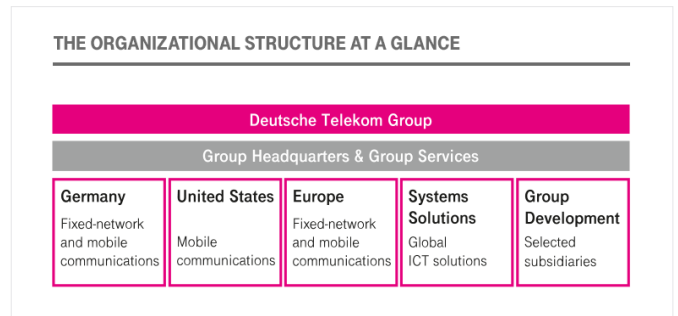 THE ORGANIZATIONAL STRUCTURE AT A GLANCE
Deutsche Telekom Group
Group Headquarters & Group Services
Germany
Fixed-network
and mobile
communications
United States
Mobile
communications
Europe
Fixed-network
and mobile
communications
Systems
Solutions
Global
ICT solutions
Group
Development
Selected
subsidiaries